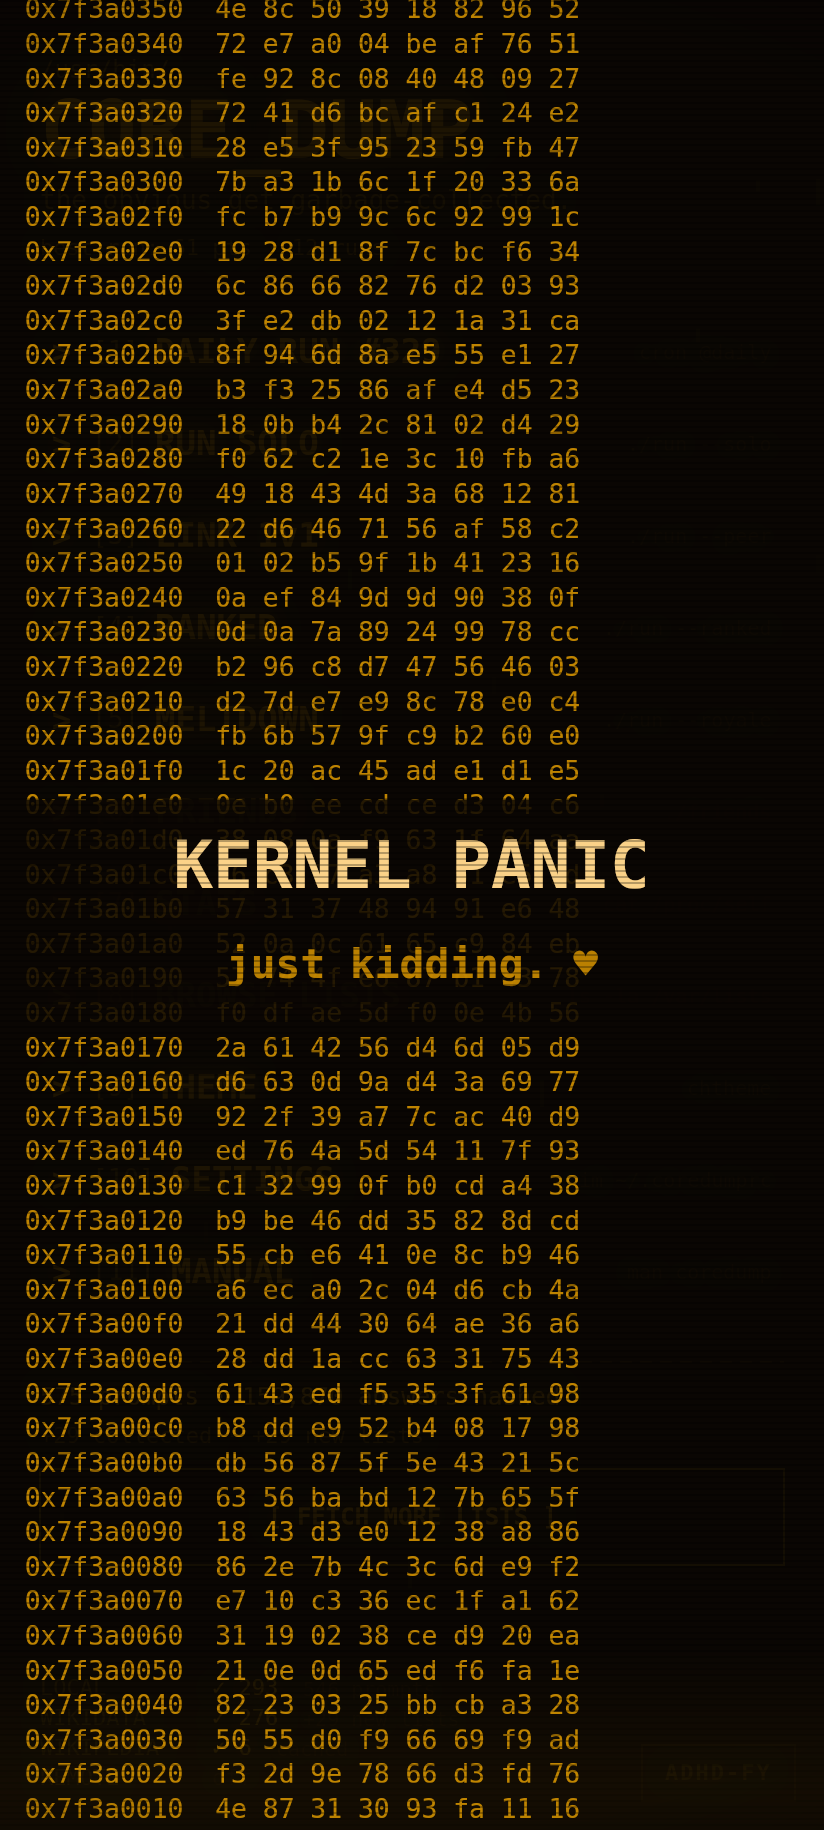 0x7f3a0350 4e 8c 50 39 18 82 96 52
0x7f3a0340 72 e7 a0 04 be af 76 51
0x7f3a0330 fe 92 8c 08 40 48 09 27
0x7f3a0320 72 41 d6 bc af c1 24 e2
CORE_DUMP
0x7f3a0310 28 e5 3f 95 23 59 fb 47
0x7f3a0300 7b a3 1b 6c 1f 20 33 6a
0x7f3a02f0 fc b7 b9 9c 6c 92 99 1c
0x7f3a02e0 19 28 d1 8f 7c bc f6 34
0x7f3a02d0 6c 86 66 82 76 d2 03 93
0x7f3a02c0 3f e2 db 02 12 1a 31 ca
DAILY RUN
0x7f3a02b0 8f 94 6d 8a e5 55 e1 27
0x7f3a02a0 b3 f3 25 86 af e4 d5 23
0x7f3a0290 18 0b b4 2c 81 02 d4 29
RUN SOLO
0x7f3a0280 f0 62 c2 1e 3c 10 fb a6
0x7f3a0270 49 18 43 4d 3a 68 12 81
0x7f3a0260 22 d6 46 71 56 af 58 c2
LINK 1V1
0x7f3a0250 01 02 b5 9f 1b 41 23 16
0x7f3a0240 0a ef 84 9d 9d 90 38 0f
RANKED
0x7f3a0230 0d 0a 7a 89 24 99 78 cc
0x7f3a0220 b2 96 c8 d7 47 56 46 03
0x7f3a0210 d2 7d e7 e9 8c 78 e0 c4
MELTDOWN
0x7f3a0200 fb 6b 57 9f c9 b2 60 e0
0x7f3a01f0 1c 20 ac 45 ad e1 d1 e5
0x7f3a01e0 0e b0 ee cd ce d3 04 c6
KERNEL PANIC
0x7f3a01b0 57 31 37 48 94 91 e6 48
just kidding. ♥
0x7f3a0180 f0 df ae 5d f0 0e 4b 56
0x7f3a0170 2a 61 42 56 d4 6d 05 d9
0x7f3a0160 d6 63 0d 9a d4 3a 69 77
THEME
0x7f3a0150 92 2f 39 a7 7c ac 40 d9
0x7f3a0140 ed 76 4a 5d 54 11 7f 93
SETTINGS
0x7f3a0130 c1 32 99 0f b0 cd a4 38
0x7f3a0120 b9 be 46 dd 35 82 8d cd
0x7f3a0110 55 cb e6 41 0e 8c b9 46
MANUAL
0x7f3a0100 a6 ec a0 2c 04 d6 cb 4a
0x7f3a00f0 21 dd 44 30 64 ae 36 a6
0x7f3a00e0 28 dd 1a cc 63 31 75 43
0x7f3a00d0 61 43 ed f5 35 3f 61 98
0x7f3a00c0 b8 dd e9 52 b4 08 17 98
0x7f3a00b0 db 56 87 5f 5e 43 21 5c
0x7f3a00a0 63 56 ba bd 12 7b 65 5f
[ FETCH MORE LISTS ]
0x7f3a0090 18 43 d3 e0 12 38 a8 86
0x7f3a0080 86 2e 7b 4c 3c 6d e9 f2
0x7f3a0070 e7 10 c3 36 ec 1f a1 62
0x7f3a0060 31 19 02 38 ce d9 20 ea
0x7f3a0050 21 0e 0d 65 ed f6 fa 1e
0x7f3a0040 82 23 03 25 bb cb a3 28
0x7f3a0030 50 55 d0 f9 66 69 f9 ad
0x7f3a0020 f3 2d 9e 78 66 d3 fd 76
ADHD-FY
0x7f3a0010 4e 87 31 30 93 fa 11 16